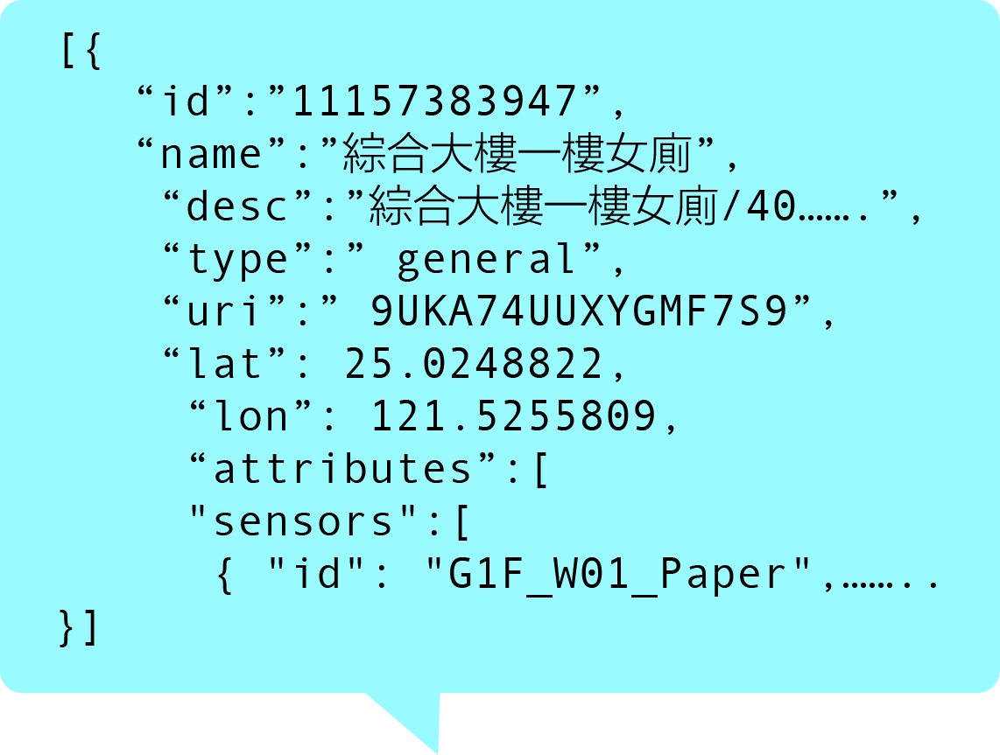 [{
“id”:”11157383947”,
“name”:”綜合大樓一樓女廁”,
“desc”:”綜合大樓一樓女廁/40…….”,
“type”:” general”,
“uri”:” 9UKA74UUXYGMF7S9”,
“lat”: 25.0248822,
“lon”: 121.5255809,
“attributes”:[
"sensors":[
{ "id": "G1F_W01_Paper",……..
}]